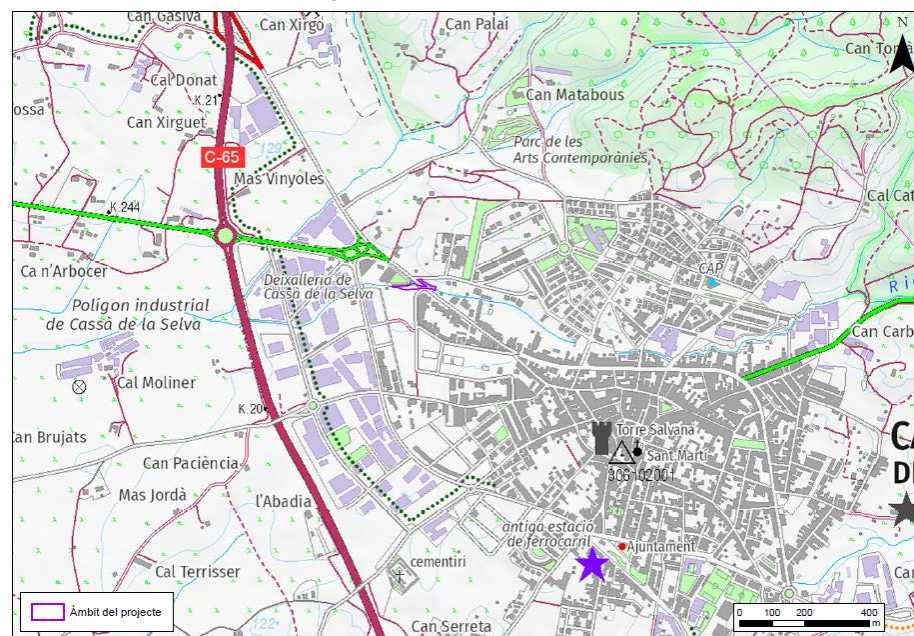 Can Gasiva
Can Xirgo
Can Palaí
N
Cal Donat
K.21
Can Matabous
Can Xirguet
129
Parc de les
Arts Contemporànies
C-65
Mas Vinyoles
K.244
Ca n'Arbocer
CAP
Deixalleria de
Cassà de la Selva
Polígon industrial
de Cassà de la Selva
Can Carb
Cal Moliner
K.20
Can Brujats
Torre Salvana
Sant Martí
306102001
Can Paciència
Mas Jordà
l'Abadia
antiga estació
de ferrocarril
Ajuntament
cementiri
Cal Terrisser
Àmbit del projecte
122
Can Serreta
0 100 200 400
m